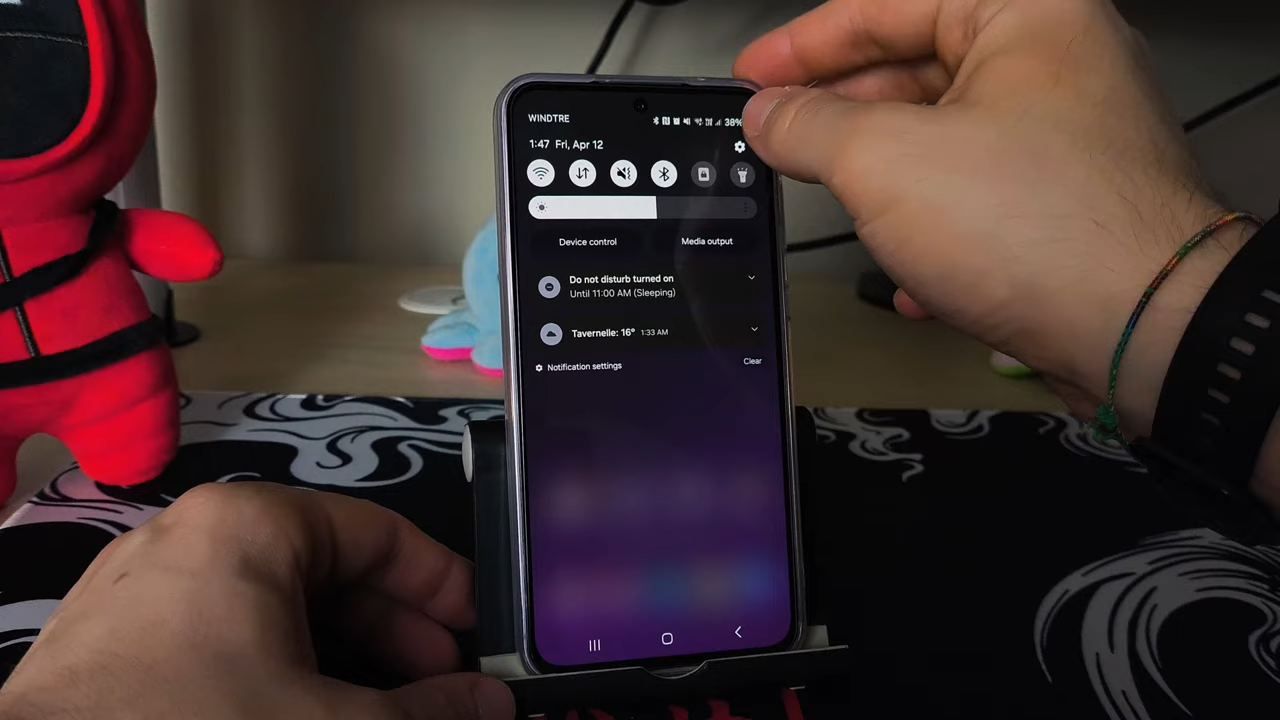 WINDTRE
38%
1:47 Fri, Apr 12
Device control
Media output
Do not disturb turned on
Until 11:00 AM (Sleeping)
Tavernelle: 16° 1:33 AM
Notification settings
Clear